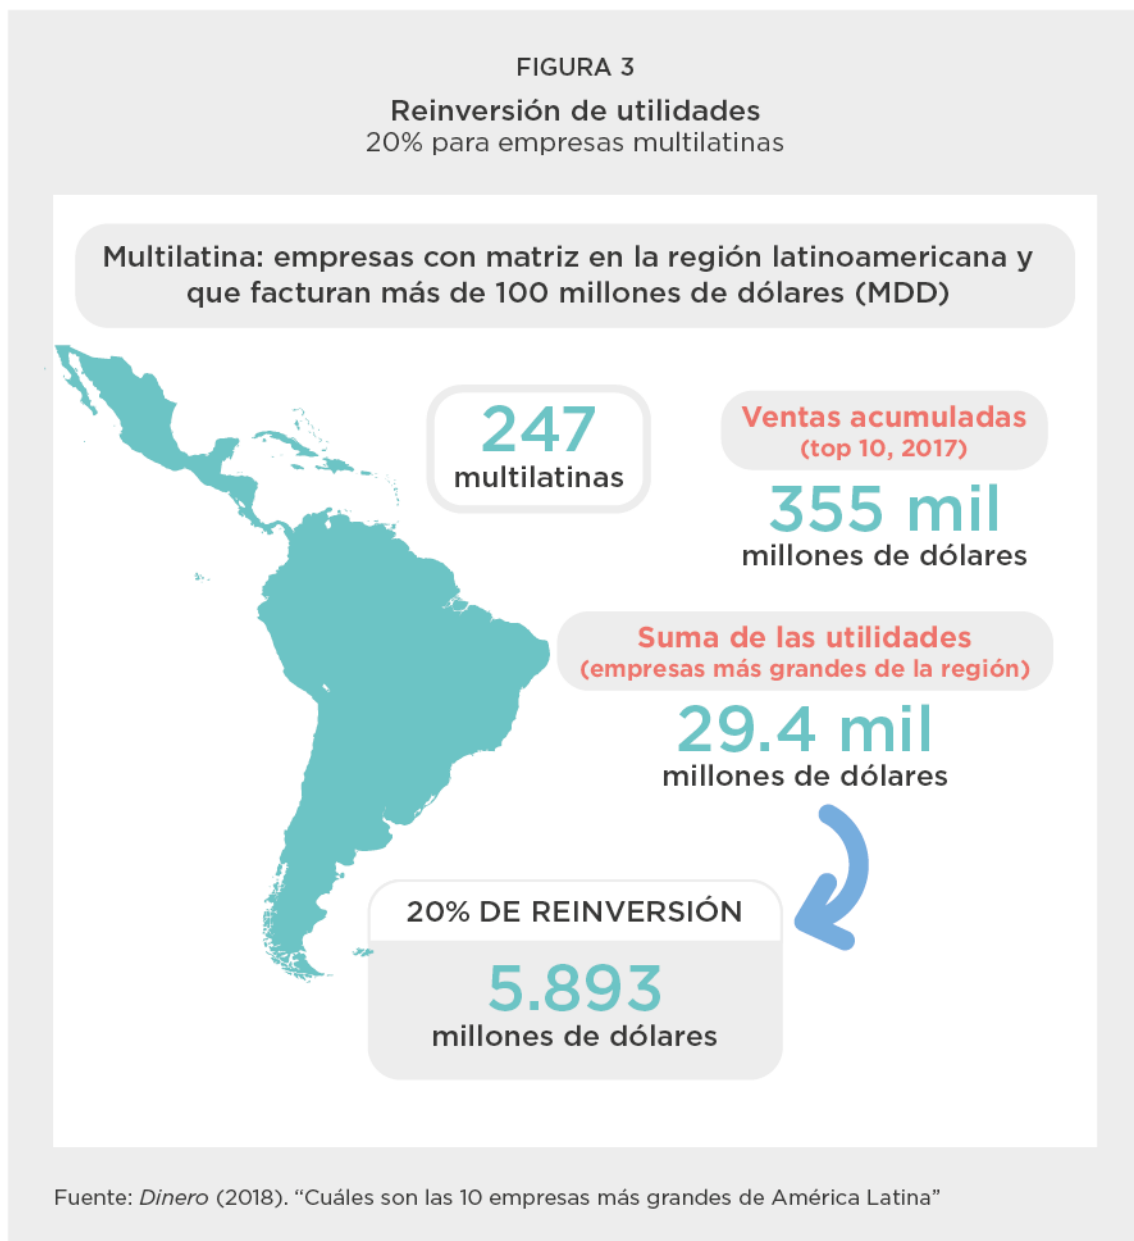 FIGURA 3
Reinversión de utilidades
20% para empresas multilatinas
Multilatina: empresas con matriz en la región latinoamericana y
que facturan más de 100 millones de dólares (MDD)
247
multilatinas
Ventas acumuladas
(top 10, 2017)
355 mil
millones de dólares
Suma de las utilidades
(empresas más grandes de la región)
29.4 mil
millones de dólares
20% DE REINVERSIÓN
5.893
millones de dólares
Fuente: Dinero (2018). “Cuáles son las 10 empresas más grandes de América Latina”